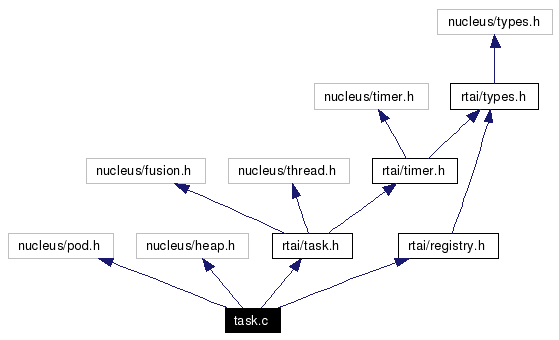 nucleus/types.h
nucleus/timer.h
rtai/types.h
nucleus/fusion.h
nucleus/thread.h
rtai/timer.h
nucleus/pod.h
nucleus/heap.h
rtai/task.h
rtai/registry.h
task.c